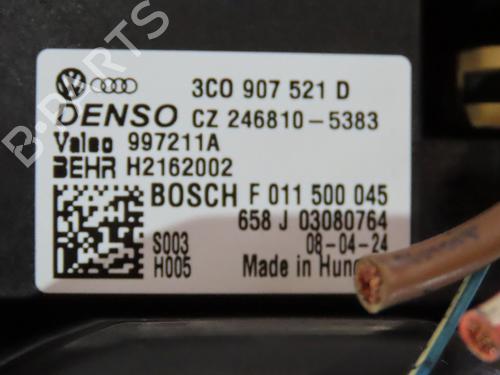 3C0 907 521 D
DENSO CZ 246810-5383
Valeo 997211A
BEHR H2162002
BOSCH F 011 500 045
658 J 03080764
S003 08-04-24
H005 Made in Hun
B-PARTS